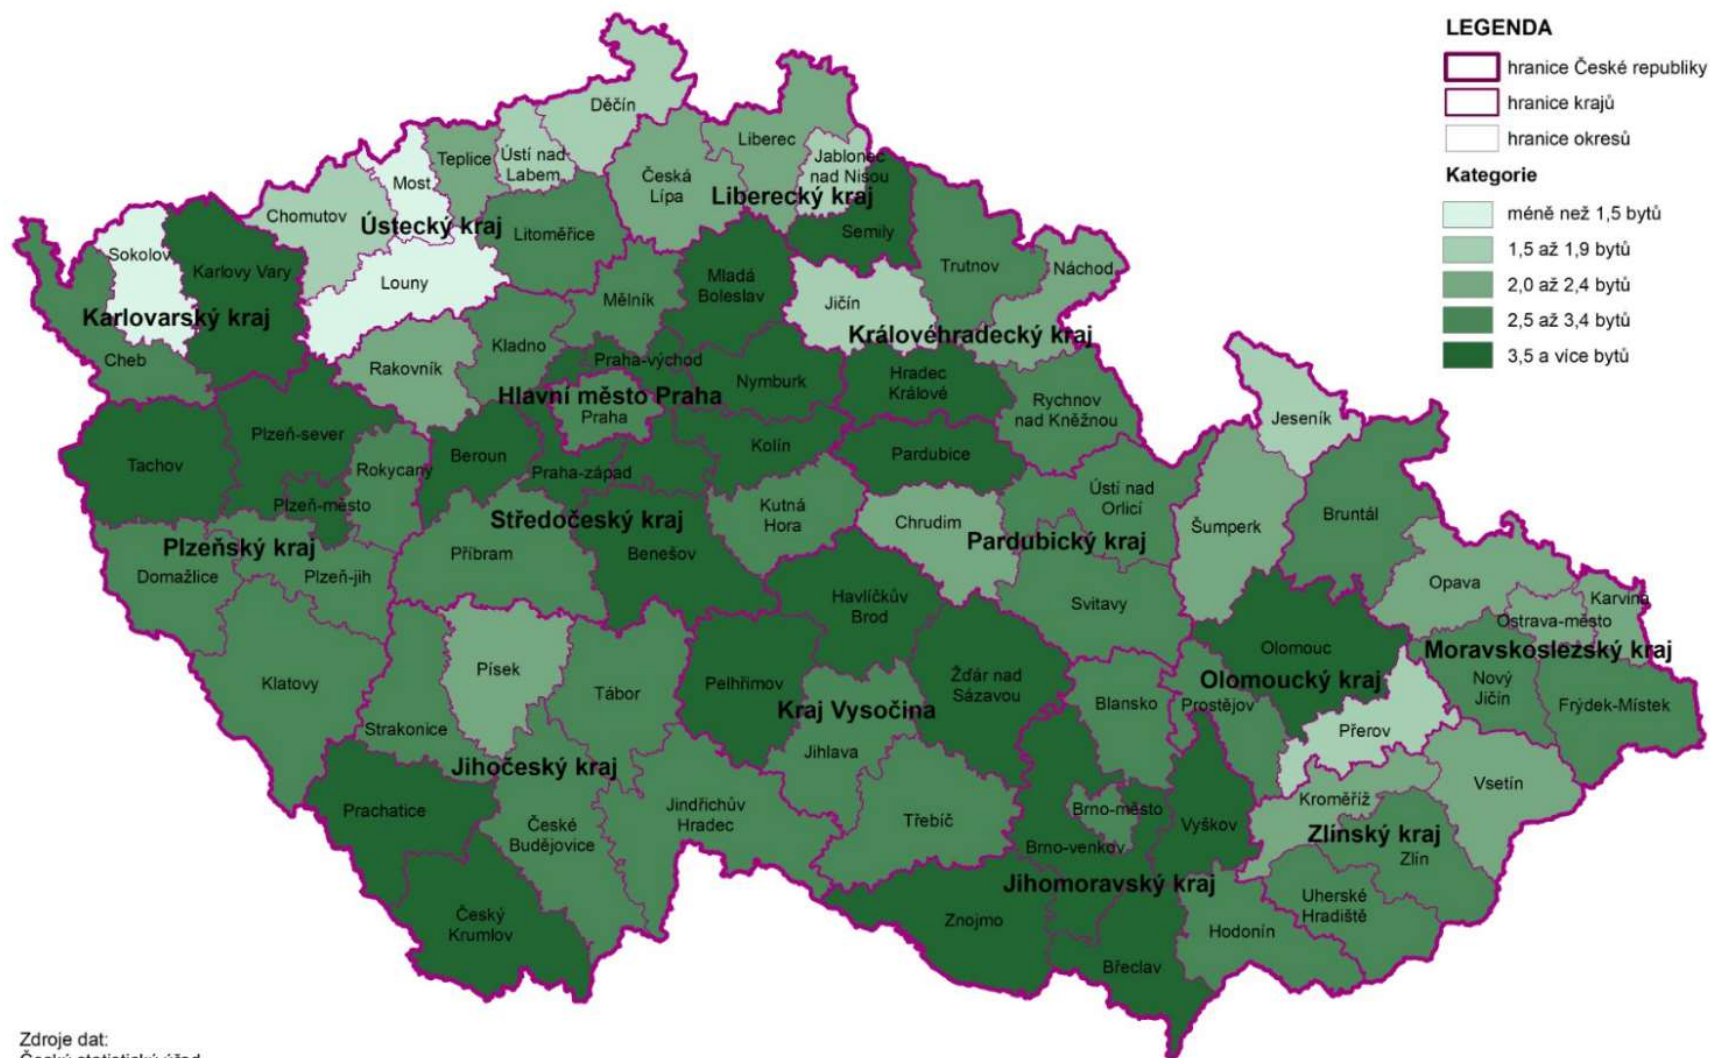 LEGENDA
hranice České republiky
hranice krajů
hranice okresů
Kategorie
méně než 1,5 bytů
1,5 až 1,9 bytů
2,0 až 2,4 bytů
2,5 až 3,4 bytů
3,5 a více bytů
Děčín
Liberec
Teplice
Ústí nad
Labem
Jablonec
nad Nisou
Most
Česká
Lípa
Liberecký kraj
Chomutov
Ústecký kraj
Litoměřice
Semily
Sokolov
Karlovy Vary
Louny
Mladá
Boleslav
Trutnov
Náchod
Mělník
Jičín
Karlovarský kraj
Královéhradecký kraj
Cheb
Rakovník
Kladno
Praha-východ
Nymburk
Hradec
Králové
Hlavní město Praha
Praha
Rychnov
nad Kněžnou
Jeseník
Plzeň-sever
Tachov
Rokycany
Beroun
Praha-západ
Kolín
Pardubice
Plzeň-město
Kutná
Hora
Ústí nad
Orlicí
Středočeský kraj
Chrudim
Šumperk
Bruntál
Plzeňský kraj
Příbram
Benešov
Pardubický kraj
Domažlice
Plzeň-jih
Opava
Havlíčkův
Brod
Svitavy
Karviná
Ostrava-město
Olomouc
Moravskoslezský kraj
Písek
Klatovy
Tábor
Pelhřimov
Žďár nad
Sázavou
Olomoucký kraj
Nový
Jičín
Kraj Vysočina
Blansko
Prostějov
Frýdek-Místek
Strakonice
Jihlava
Přerov
Jihočeský kraj
Vsetín
Prachatice
Jindřichův
Hradec
České
Budějovice
Třebíč
Brno-město
Kroměříž
Vyškov
Zlínský kraj
Brno-venkov
Zlín
Jihomoravský kraj
Uherské
Hradiště
Český
Krumlov
Znojmo
Hodonín
Břeclav
Zdroje dat:
Český statistický úřad